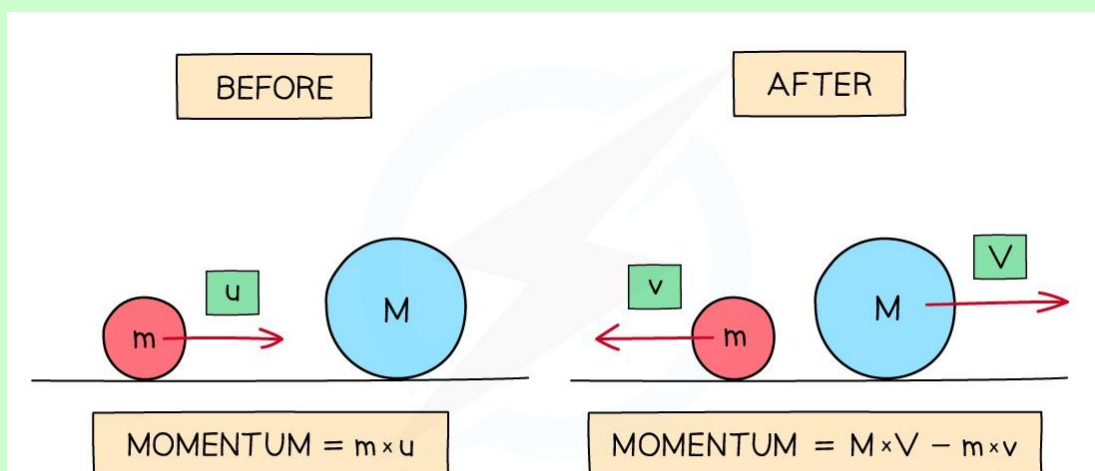 BEFORE
AFTER
u
m
M
v
m
M
V
MOMENTUM = m×u
MOMENTUM = M×V − m×v